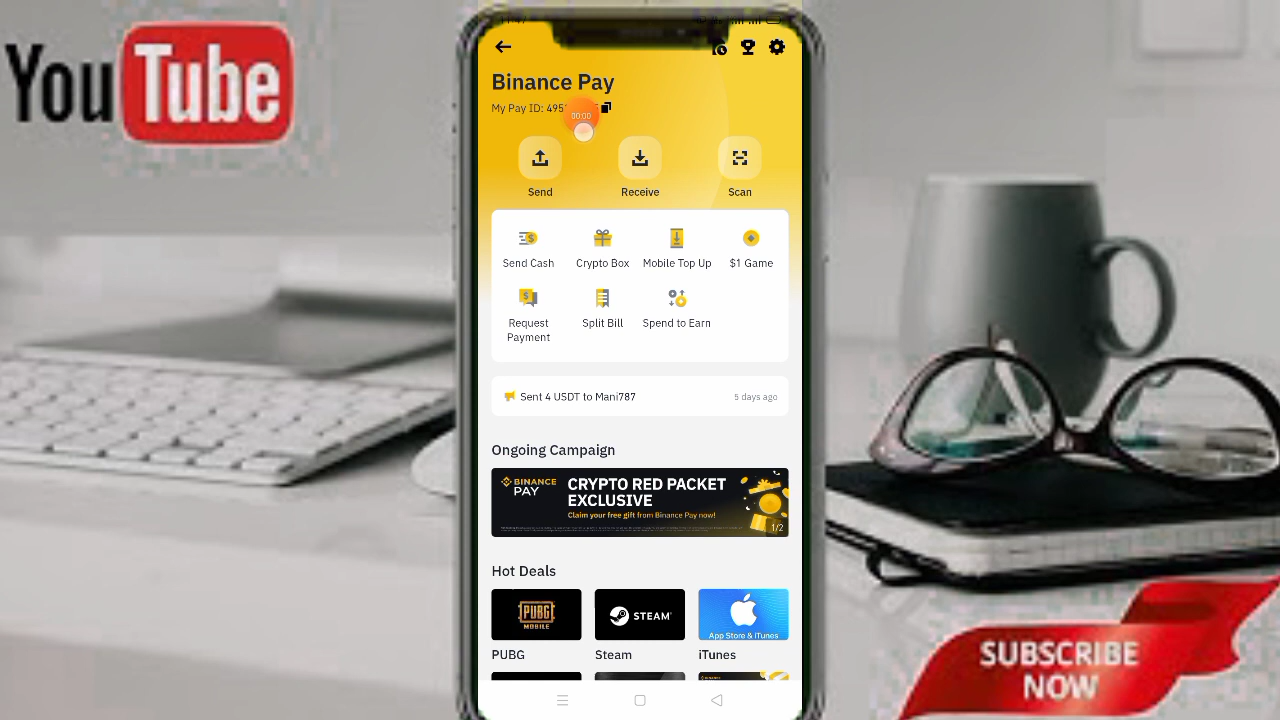 YouTube
Binance Pay
My Pay ID: 495
00:00
Send Receive Scan
Send Cash Crypto Box Mobile Top Up $1 Game
Request Payment Split Bill Spend to Earn
Sent 4 USDT to Mani787 5 days ago
Ongoing Campaign
BINANCE PAY
CRYPTO RED PACKET
EXCLUSIVE
Claim your free gift from Binance Pay now!
1/2
Hot Deals
PUBG MOBILE
STEAM
App Store & iTunes
PUBG Steam iTunes
SUBSCRIBE
NOW